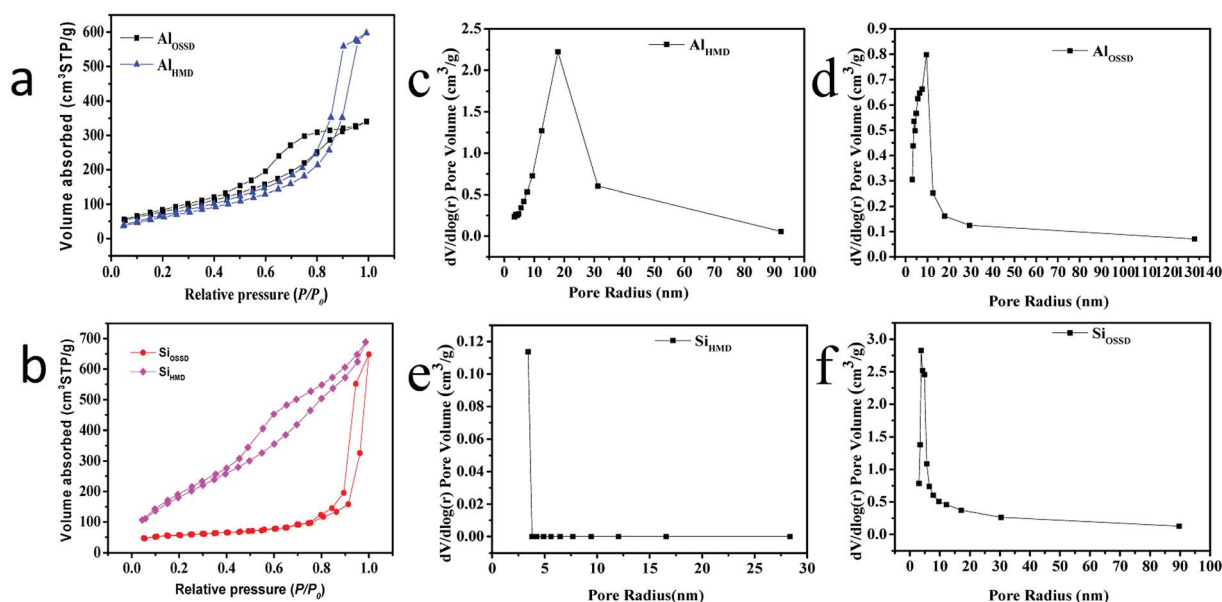 a
600
500
400
300
200
100
0
Volume absorbed (cm³STP/g)
Al_OSSD
Al_HMD
0.0 0.2 0.4 0.6 0.8 1.0
Relative pressure (P/P₀)
c
2.5
2.0
1.5
1.0
0.5
0.0
dV/dlog(r) Pore Volume (cm³/g)
Al_HMD
0 10 20 30 40 50 60 70 80 90 100
Pore Radius (nm)
d
0.9
0.8
0.7
0.6
0.5
0.4
0.3
0.2
0.1
0.0
dV/dlog(r) Pore Volume (cm³/g)
Al_OSSD
0 10 20 30 40 50 60 70 80 90 100 110 120 130 140
Pore Radius (nm)
b
700
600
500
400
300
200
100
0
Volume absorbed (cm³STP/g)
Si_OSSD
Si_HMD
0.0 0.2 0.4 0.6 0.8 1.0
Relative pressure (P/P₀)
e
0.12
0.10
0.08
0.06
0.04
0.02
0.00
dV/dlog(r) Pore Volume (cm³/g)
Si_HMD
0 5 10 15 20 25 30
Pore Radius(nm)
f
3.0
2.5
2.0
1.5
1.0
0.5
0.0
dV/dlog(r) Pore Volume (cm³/g)
Si_OSSD
0 10 20 30 40 50 60 70 80 90 100
Pore Radius (nm)